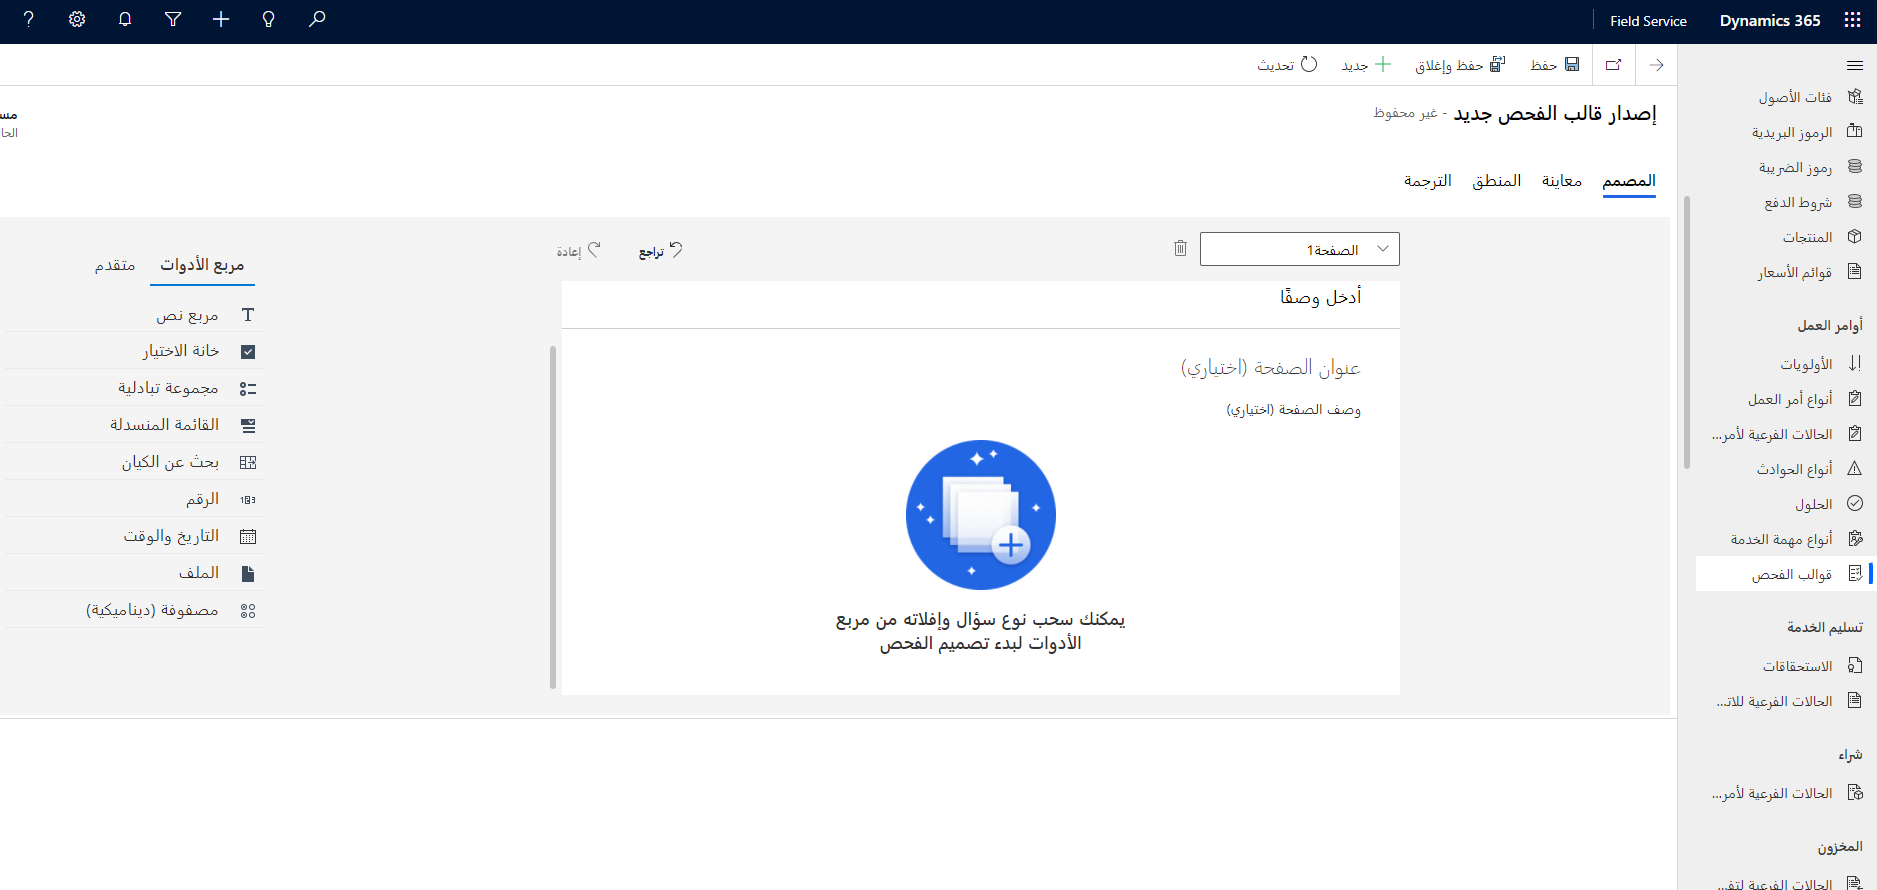 Dynamics 365
Field Service
حفظ
حفظ وإغلاق
جديد
تحديث
إصدار قالب الفحص جديد - غير محفوظ
المصمم
معاينة
المنطق
الترجمة
الصفحة1
تراجع
إعادة
أدخل وصفًا
عنوان الصفحة (اختياري)
وصف الصفحة (اختياري)
يمكنك سحب نوع سؤال وإفلاته من مربع
الأدوات لبدء تصميم الفحص
مربع الأدوات
متقدم
مربع نص
خانة الاختيار
مجموعة تبادلية
القائمة المنسدلة
بحث عن الكيان
الرقم
التاريخ والوقت
الملف
مصفوفة (ديناميكية)
فئات الأصول
الرموز البريدية
رموز الضريبة
شروط الدفع
المنتجات
قوائم الأسعار
أوامر العمل
الأولويات
أنواع أمر العمل
الحالات الفرعية لأمر...
أنواع الحوادث
الحلول
أنواع مهمة الخدمة
قوالب الفحص
تسليم الخدمة
الاستحقاقات
الحالات الفرعية للات...
شراء
الحالات الفرعية لأمر...
المخزون
الحالات الفرعية لتف...